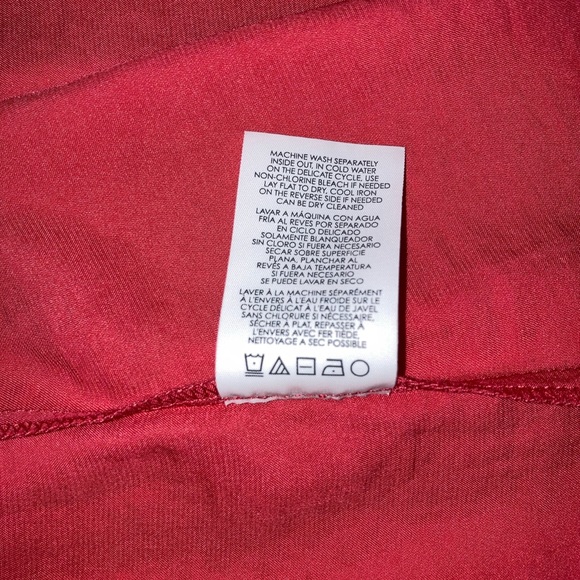 MACHINE WASH SEPARATELY
INSIDE OUT, IN COLD WATER
ON THE DELICATE CYCLE, USE
NON-CHLORINE BLEACH IF NEEDED
LAY FLAT TO DRY, COOL IRON
ON THE REVERSE SIDE IF NEEDED
CAN BE DRY CLEANED
LAVAR A MÁQUINA CON AGUA
FRÍA AL REVES POR SEPARADO
EN CICLO DELICADO
SOLAMENTE BLANQUEADOR
SIN CLORO SI FUERA NECESARIO
SECAR SOBRE SUPERFICIE
PLANA, PLANCHAR AL
REVÉS A BAJA TEMPERATURA
SI FUERA NECESARIO
SE PUEDE LAVAR EN SECO
LAVER À LA MACHINE SÉPARÉMENT
À L'ENVERS À L'EAU FROIDE SUR LE
CYCLE DÉLICAT À L'EAU DE JAVEL
SANS CHLORURE SI NÉCESSAIRE,
SÉCHER À PLAT, REPASSER À
L'ENVERS AVEC FER TIÈDE,
NETTOYAGE A SEC POSSIBLE